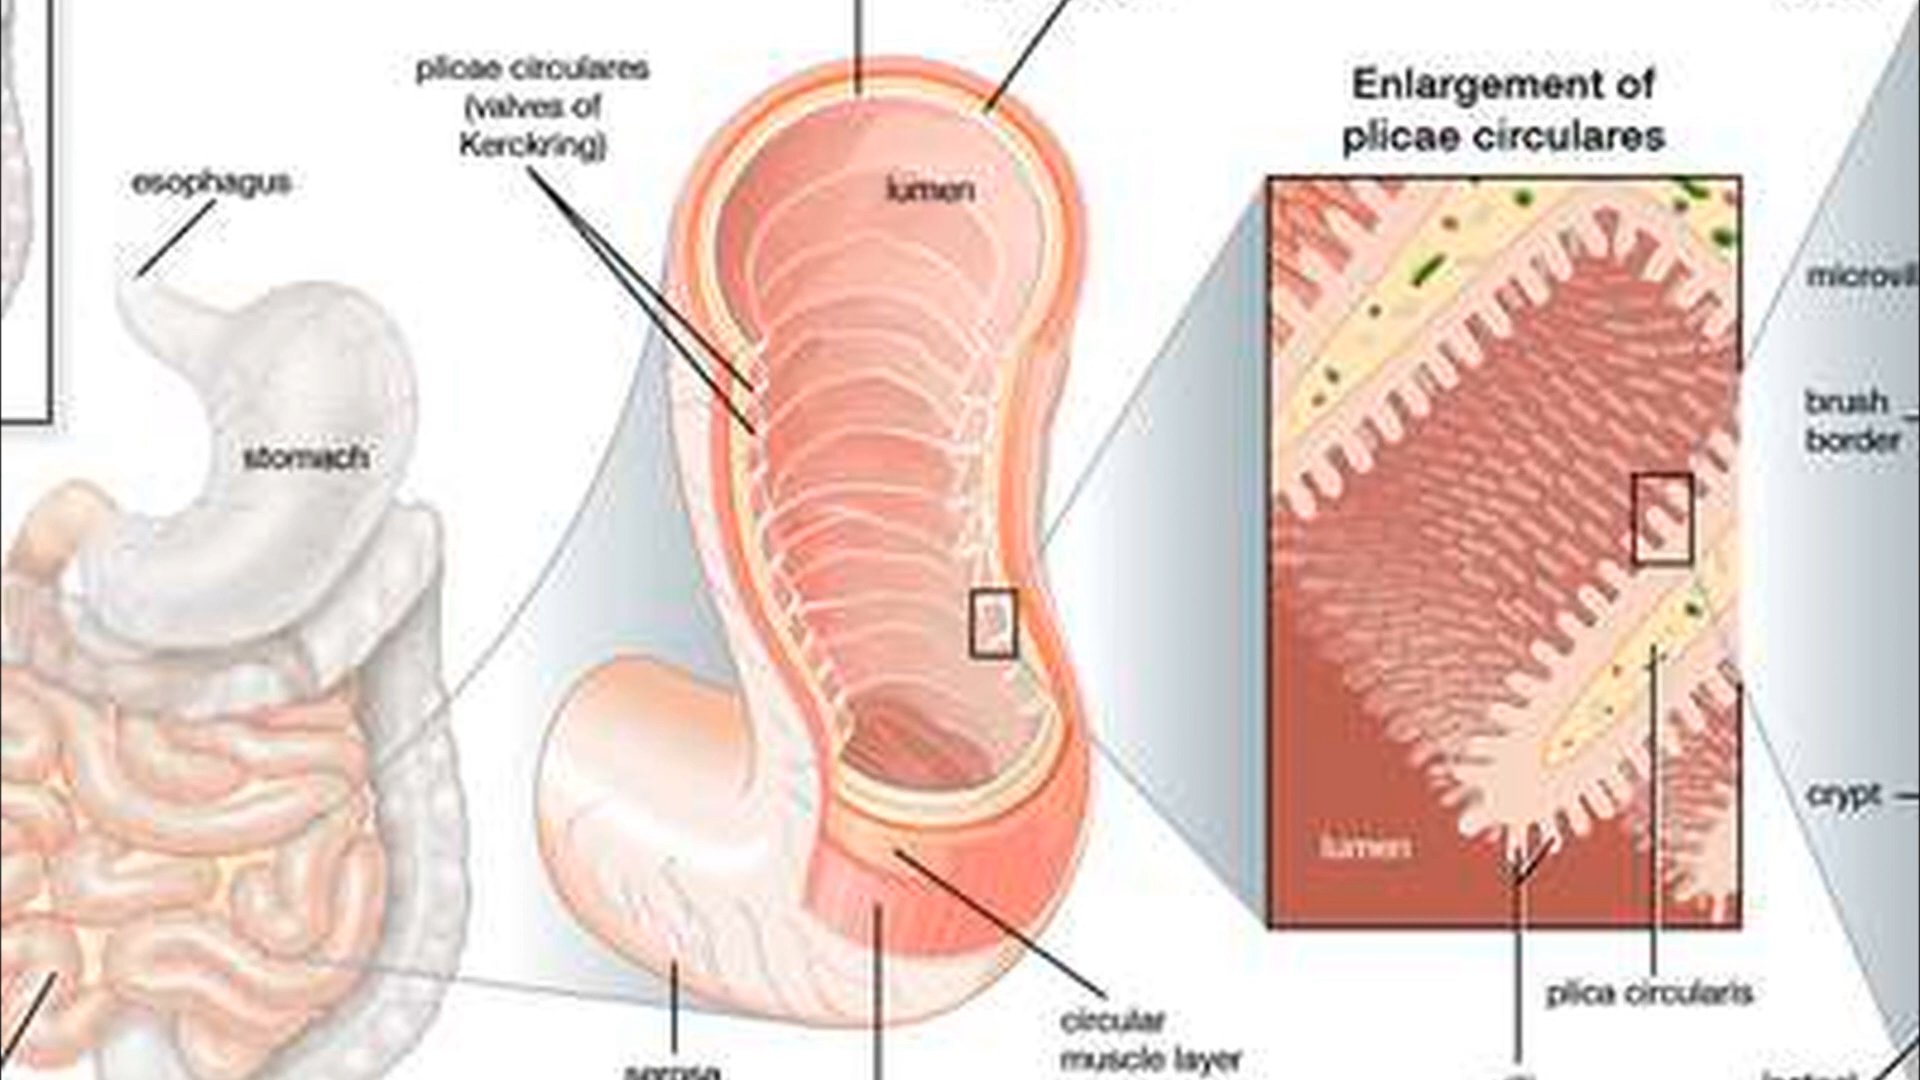 plicae circulares
(valves of
Kerckring)
esophagus
stomach
lumen
Enlargement of
plicae circulares
brush
border
crypt
lumen
plica circularis
circular
muscle layer
serosa